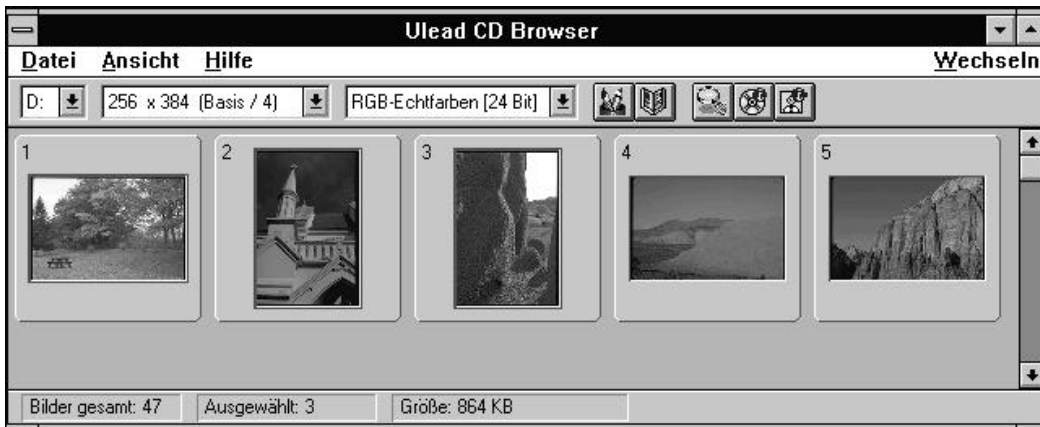 Ulead CD Browser
Datei Ansicht Hilfe Wechseln
D: 256 x 384 (Basis / 4) RGB-Echtfarben [24 Bit]
1 2 3 4 5
Bilder gesamt: 47 Ausgewählt: 3 Größe: 864 KB